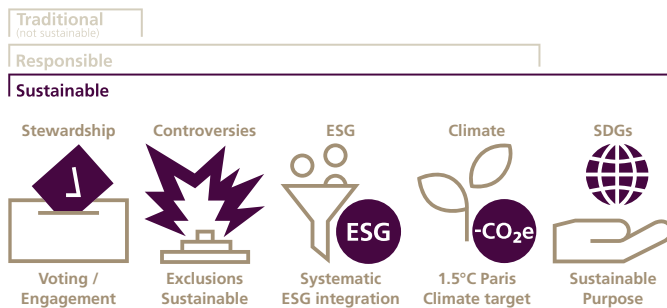 Traditional
(not sustainable)
Responsible
Sustainable
Stewardship
Controversies
ESG
Climate
SDGs
ESG
-CO₂e
Voting /
Engagement
Exclusions
Sustainable
Systematic
ESG integration
1.5°C Paris
Climate target
Sustainable
Purpose